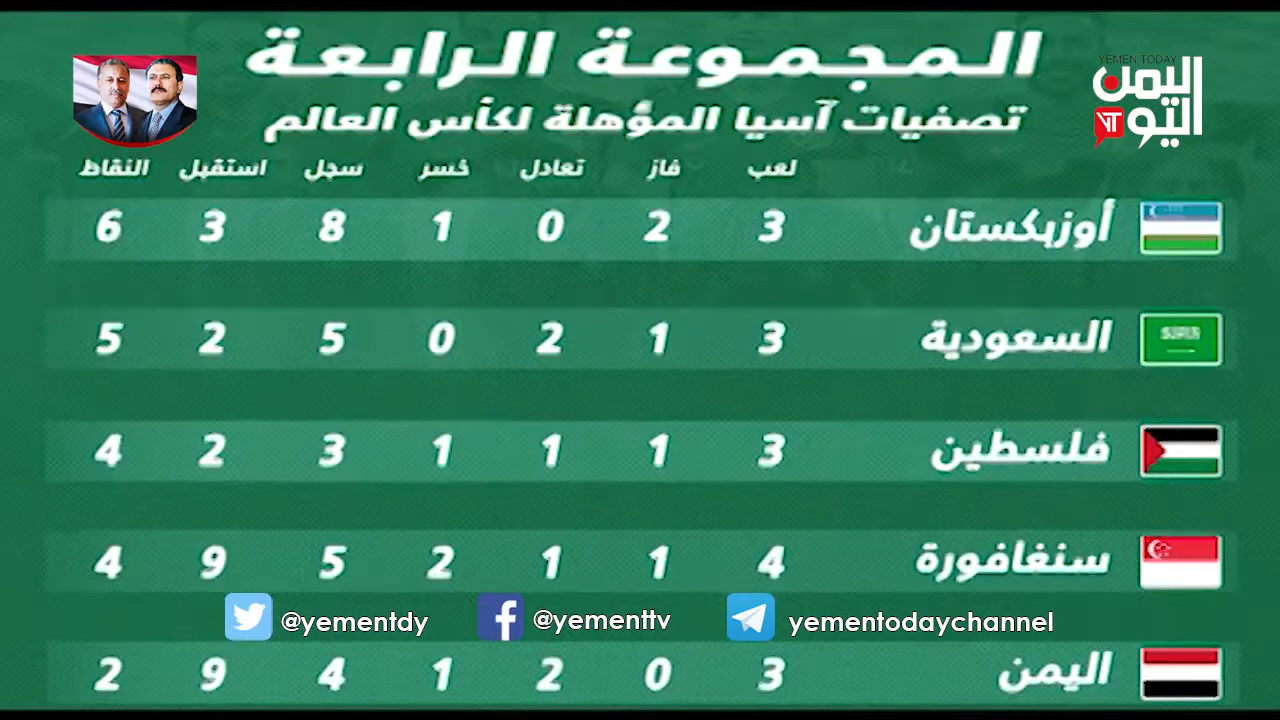 المجموعة الرابعة
تصفيات آسيا المؤهلة لكأس العالم
YEMEN TODAY
اليمن
اليوم
YT
لعب فاز تعادل خسر سجل استقبل النقاط
أوزبكستان 3 2 0 1 8 3 6
السعودية 3 1 2 0 5 2 5
فلسطين 3 1 1 1 3 2 4
سنغافورة 4 1 1 2 5 9 4
@yementdy @yementtv yementodaychannel
اليمن 3 0 2 1 4 9 2